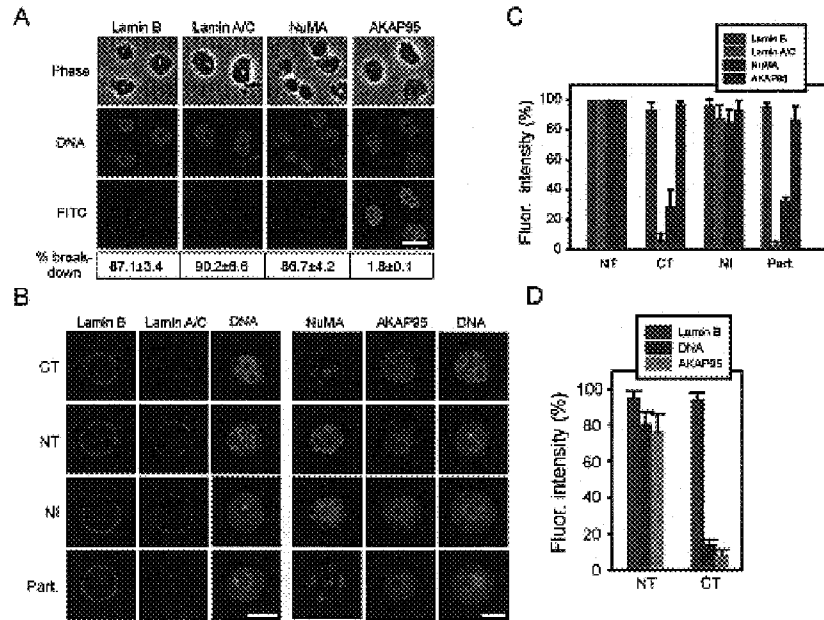 A
Lamin B Lamin A/C NuMA AKAP95
Phase
DNA
FITC
% break-
down
87.1±3.4 90.2±6.6 86.7±4.2 1.8±0.1
B
Lamin B Lamin A/C DNA NuMA AKAP95 DNA
CT
NT
NI
Part.
C
Lamin B
Lamin A/C
NuMA
AKAP95
Fluor. intensity (%)
100
80
60
40
20
0
NT CT NI Part.
D
Lamin B
DNA
AKAP95
Fluor. intensity (%)
100
80
60
40
20
0
NT CT